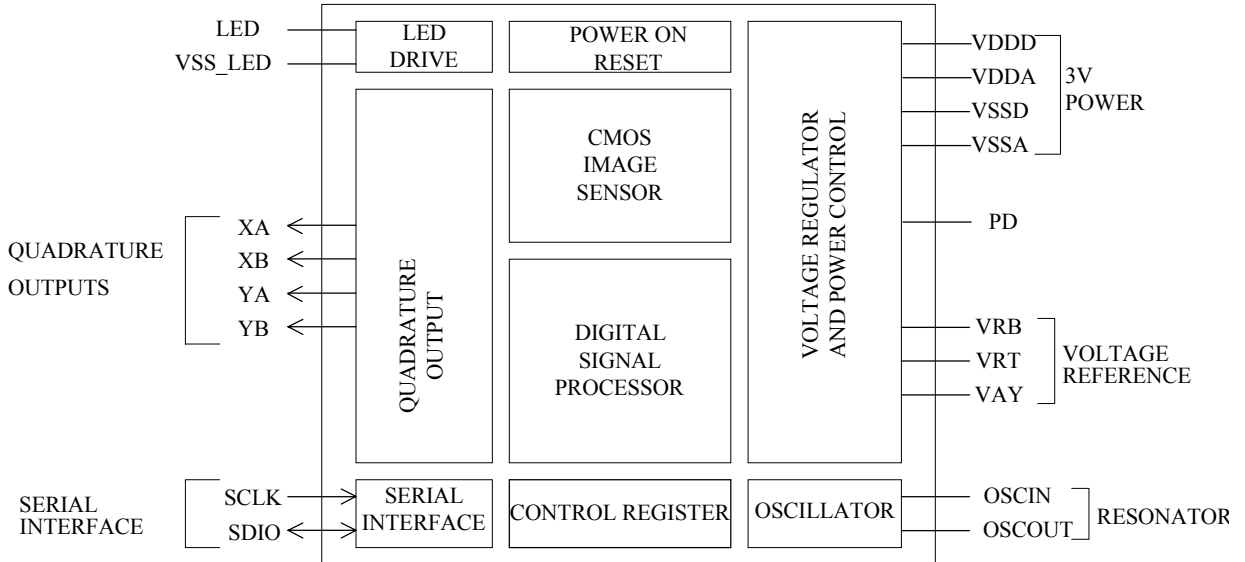 LED
VSS_LED
LED
DRIVE
POWER ON
RESET
VDDD
VDDA
VSSD
VSSA
3V
POWER
CMOS
IMAGE
SENSOR
VOLTAGE REGULATOR
AND POWER CONTROL
PD
QUADRATURE
OUTPUTS
XA
XB
YA
YB
QUADRATURE
OUTPUT
DIGITAL
SIGNAL
PROCESSOR
VRB
VRT
VAY
VOLTAGE
REFERENCE
SERIAL
INTERFACE
SCLK
SDIO
SERIAL
INTERFACE
CONTROL REGISTER
OSCILLATOR
OSCIN
OSCOUT
RESONATOR